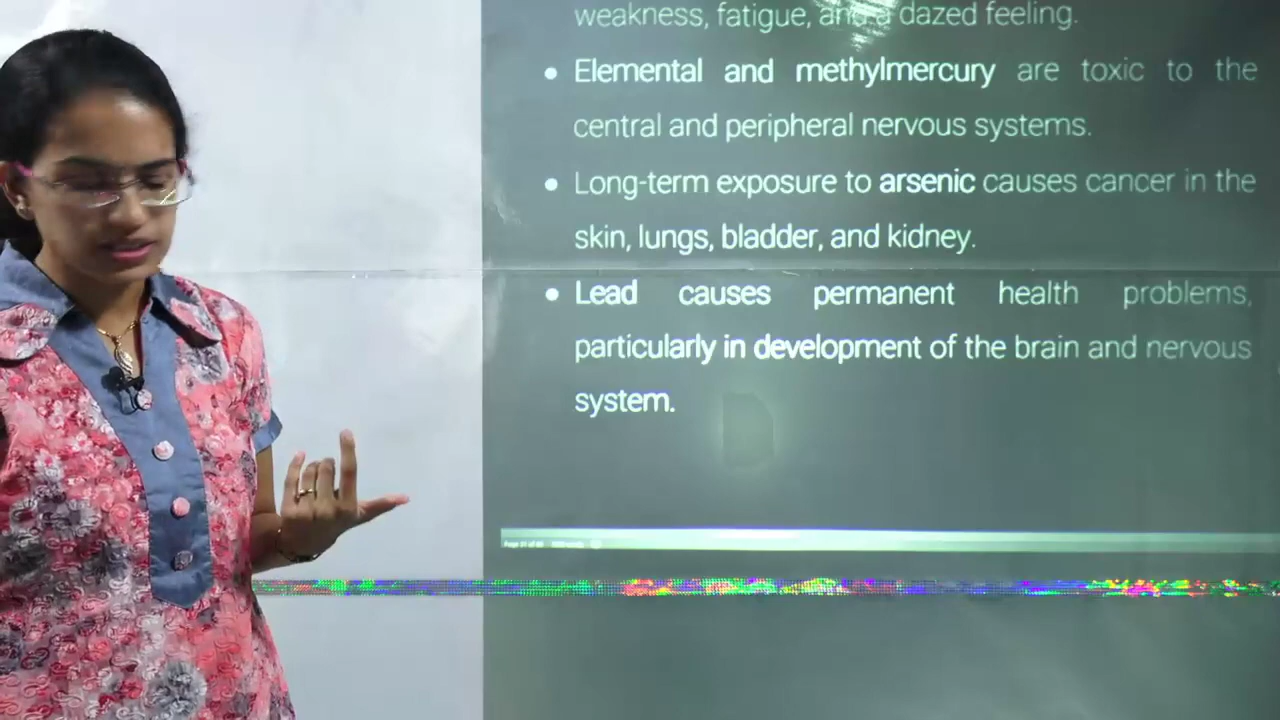 weakness, fatigue, and a dazed feeling.
• Elemental and methylmercury are toxic to the
central and peripheral nervous systems.
• Long-term exposure to arsenic causes cancer in the
skin, lungs, bladder, and kidney.
• Lead causes permanent health problems,
particularly in development of the brain and nervous
system.